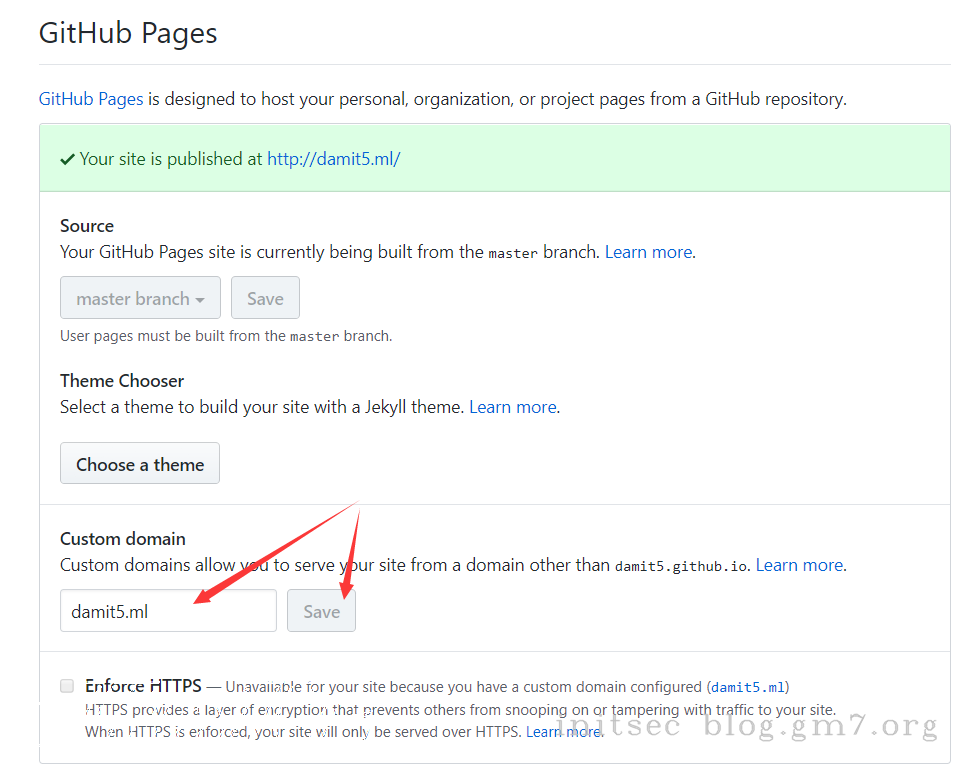 GitHub Pages
GitHub Pages is designed to host your personal, organization, or project pages from a GitHub repository.
Your site is published at http://damit5.ml/
Source
Your GitHub Pages site is currently being built from the master branch. Learn more.
master branch
Save
User pages must be built from the master branch.
Theme Chooser
Select a theme to build your site with a Jekyll theme. Learn more.
Choose a theme
Custom domain
Custom domains allow you to serve your site from a domain other than damit5.github.io. Learn more.
damit5.ml
Save
Enforce HTTPS — Unavailable for your site because you have a custom domain configured (damit5.ml)
HTTPS provides a layer of encryption that prevents others from snooping on or tampering with traffic to your site.
When HTTPS is enforced, your site will only be served over HTTPS. Learn more.
initsec blog.gm7.org